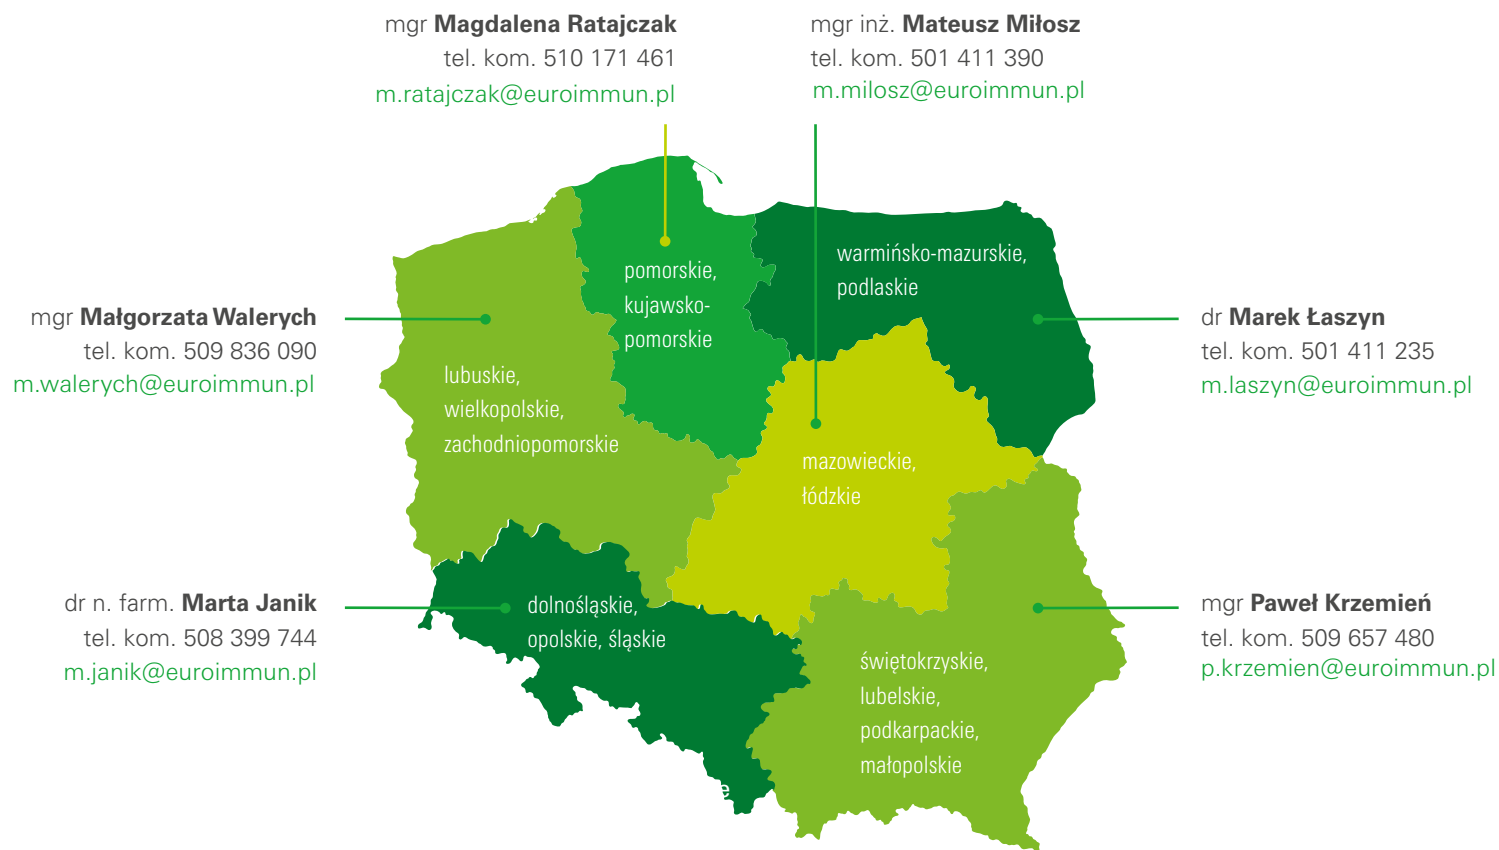 mgr Magdalena Ratajczak
tel. kom. 510 171 461
m.ratajczak@euroimmun.pl
mgr inż. Mateusz Miłosz
tel. kom. 501 411 390
m.milosz@euroimmun.pl
pomorskie,
kujawsko-
pomorskie
warmińsko-mazurskie,
podlaskie
mgr Małgorzata Walerych
tel. kom. 509 836 090
m.walerych@euroimmun.pl
dr Marek Łaszyn
tel. kom. 501 411 235
m.laszyn@euroimmun.pl
lubuskie,
wielkopolskie,
zachodniopomorskie
mazowieckie,
łódzkie
dr n. farm. Marta Janik
tel. kom. 508 399 744
m.janik@euroimmun.pl
dolnośląskie,
opolskie, śląskie
mgr Paweł Krzemień
tel. kom. 509 657 480
p.krzemien@euroimmun.pl
świętokrzyskie,
lubelskie,
podkarpackie,
małopolskie